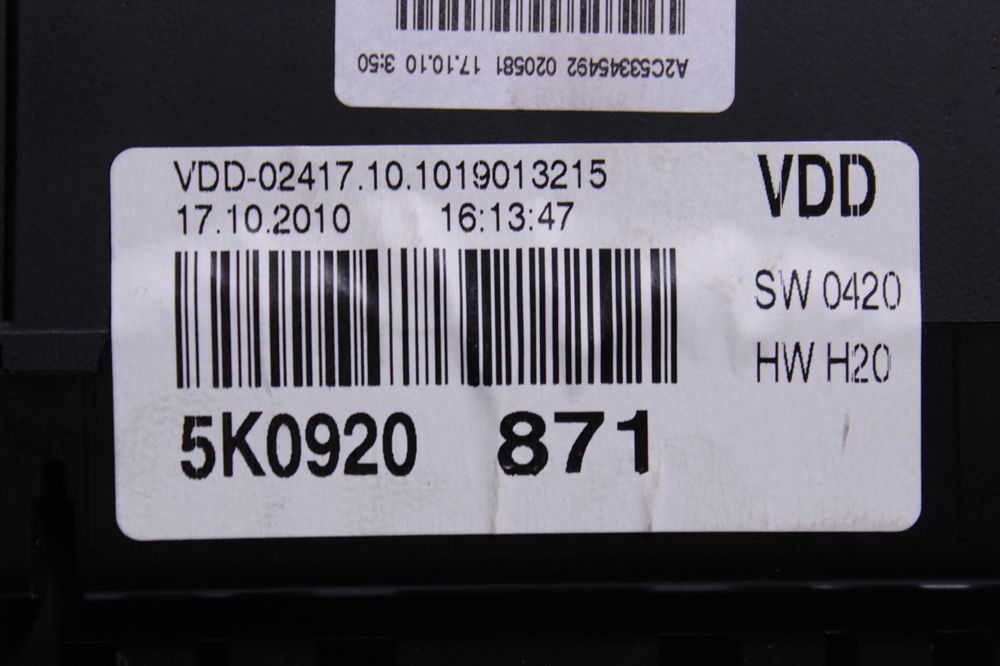 A2C53345492 020581 17.10.10 3:50
VDD-02417.10.1019013215
17.10.2010 16:13:47
VDD
SW 0420
HW H20
5K0920 871